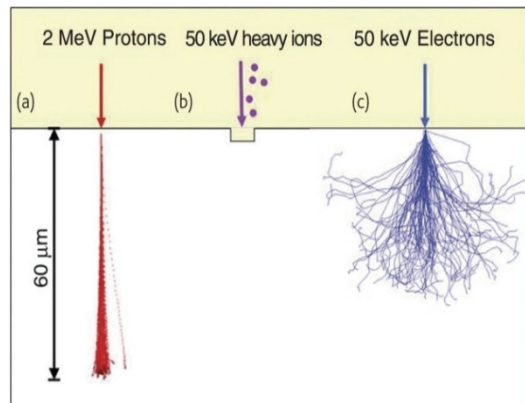 2 MeV Protons
50 keV heavy ions
50 keV Electrons
(a)
(b)
(c)
60 µm